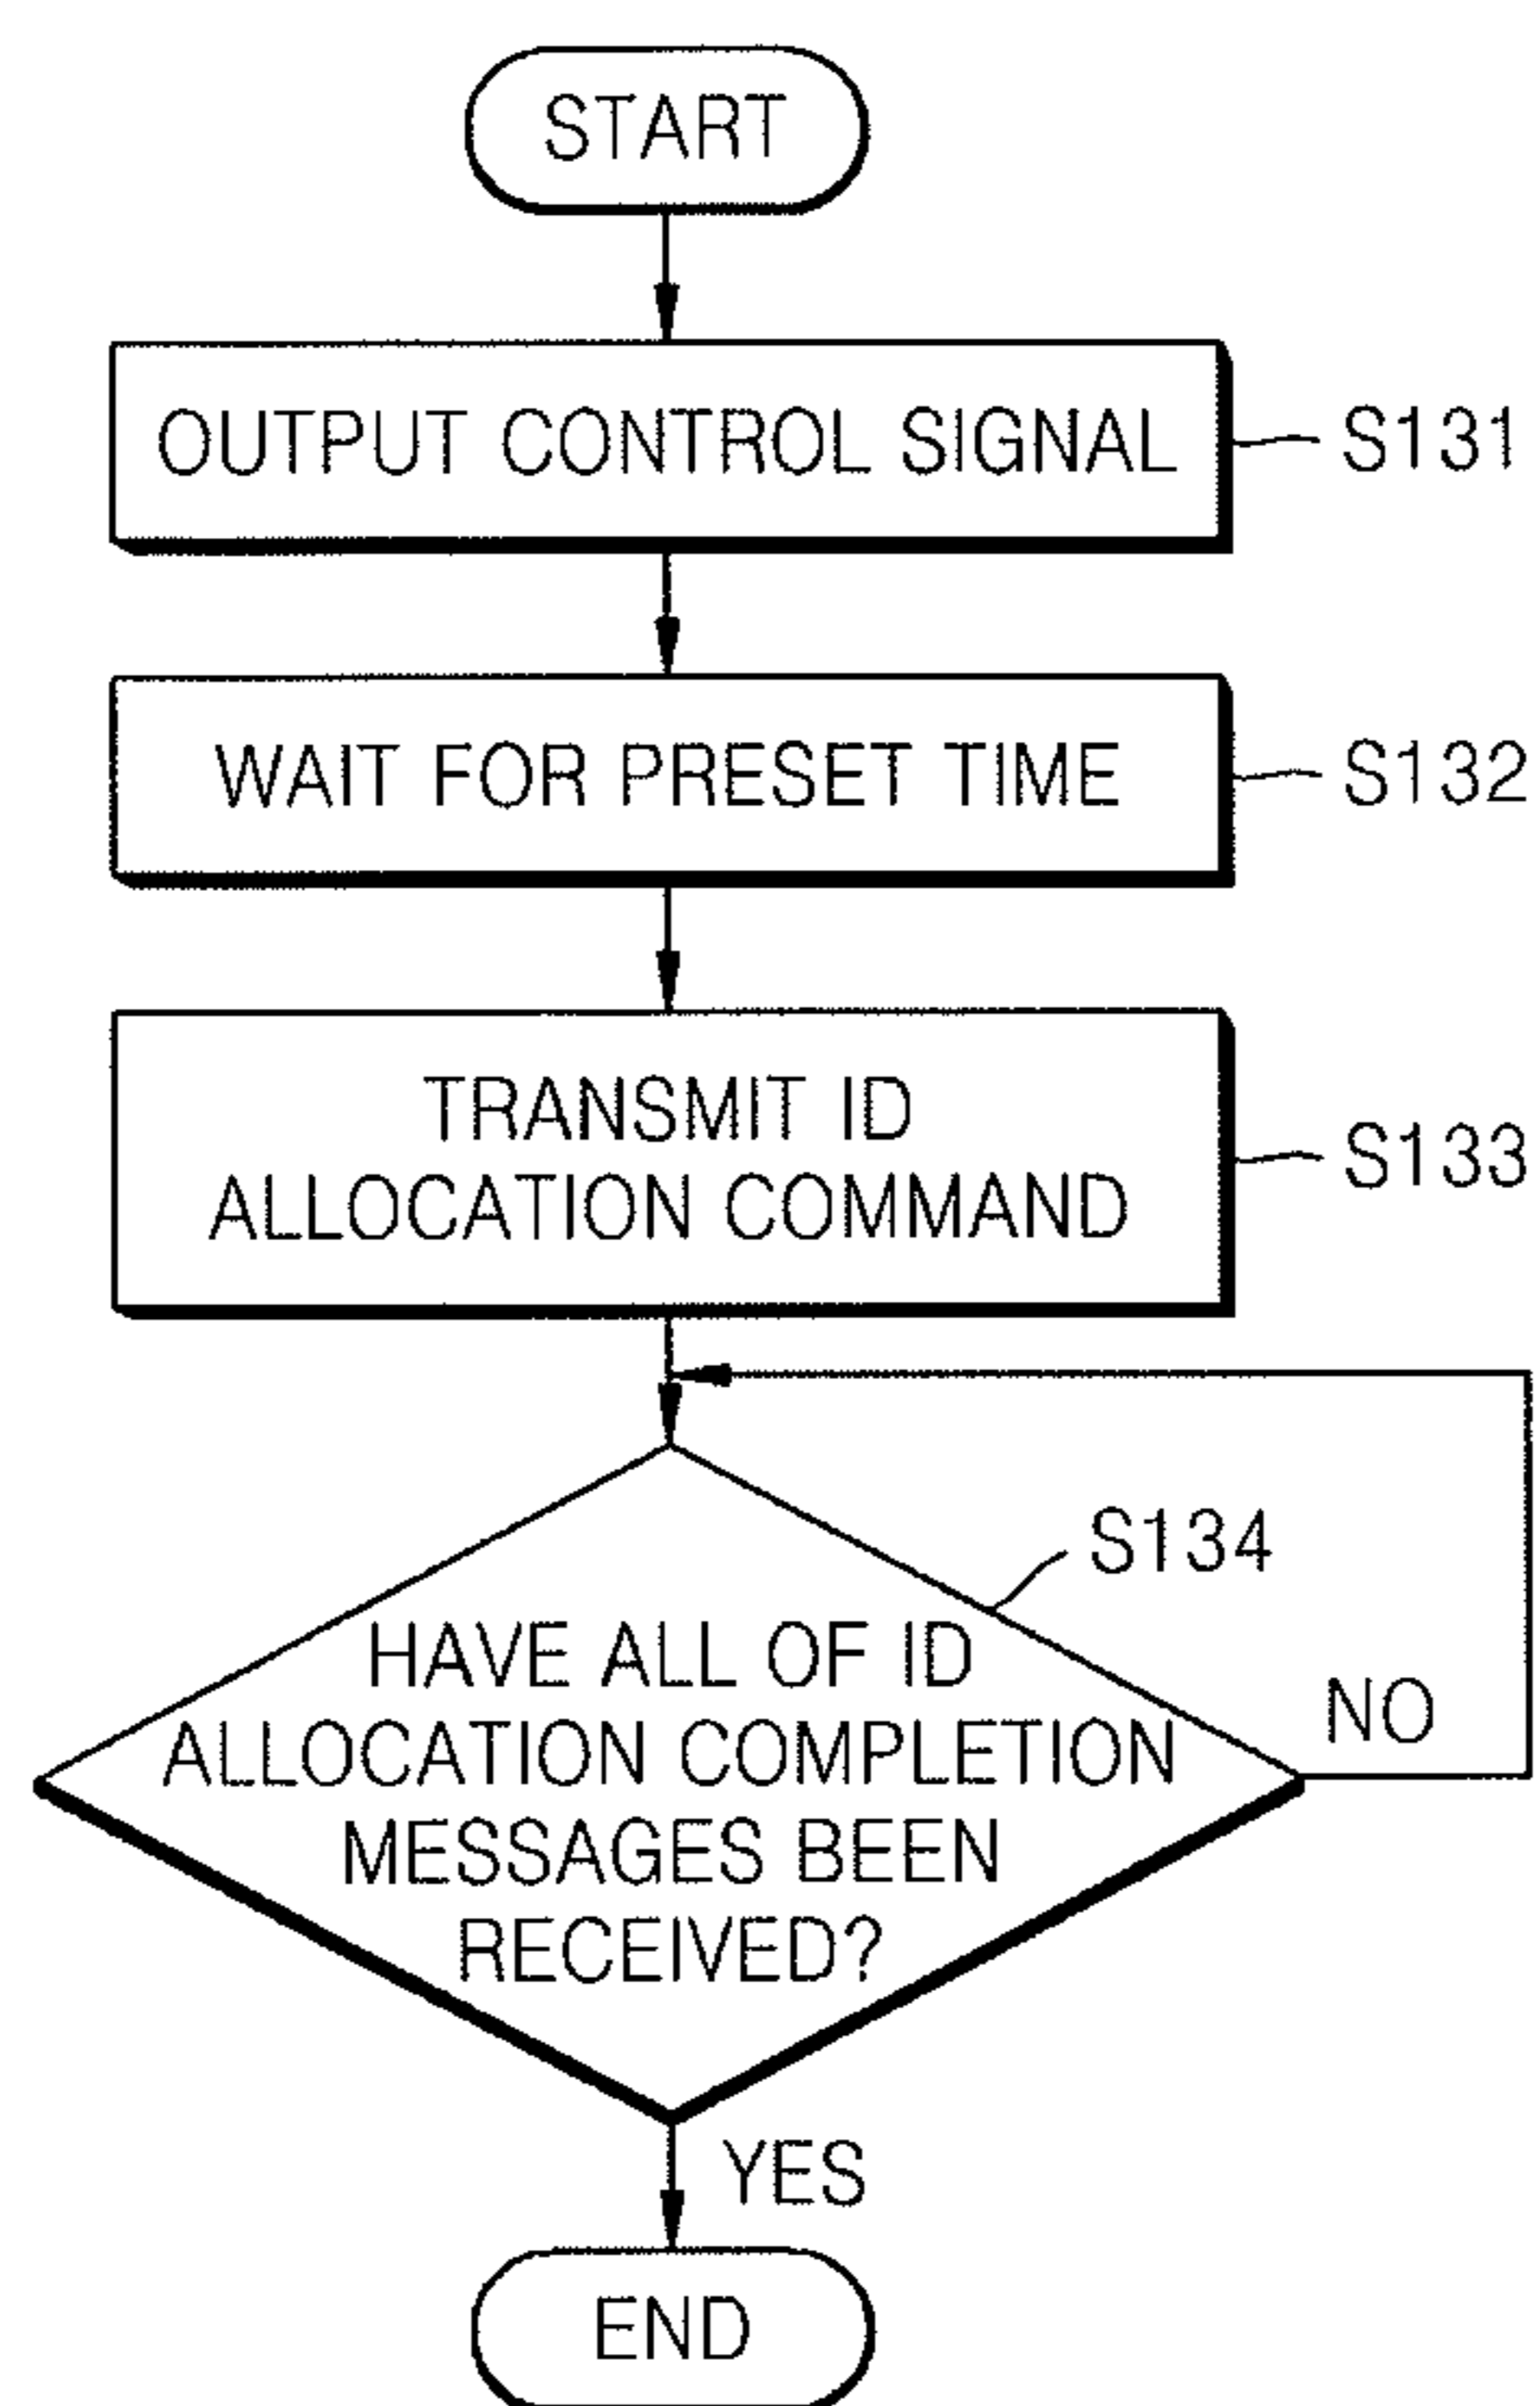 START
OUTPUT CONTROL SIGNAL
S131
WAIT FOR PRESET TIME
S132
TRANSMIT ID
ALLOCATION COMMAND
S133
S134
HAVE ALL OF ID
ALLOCATION COMPLETION
MESSAGES BEEN
RECEIVED?
NO
YES
END